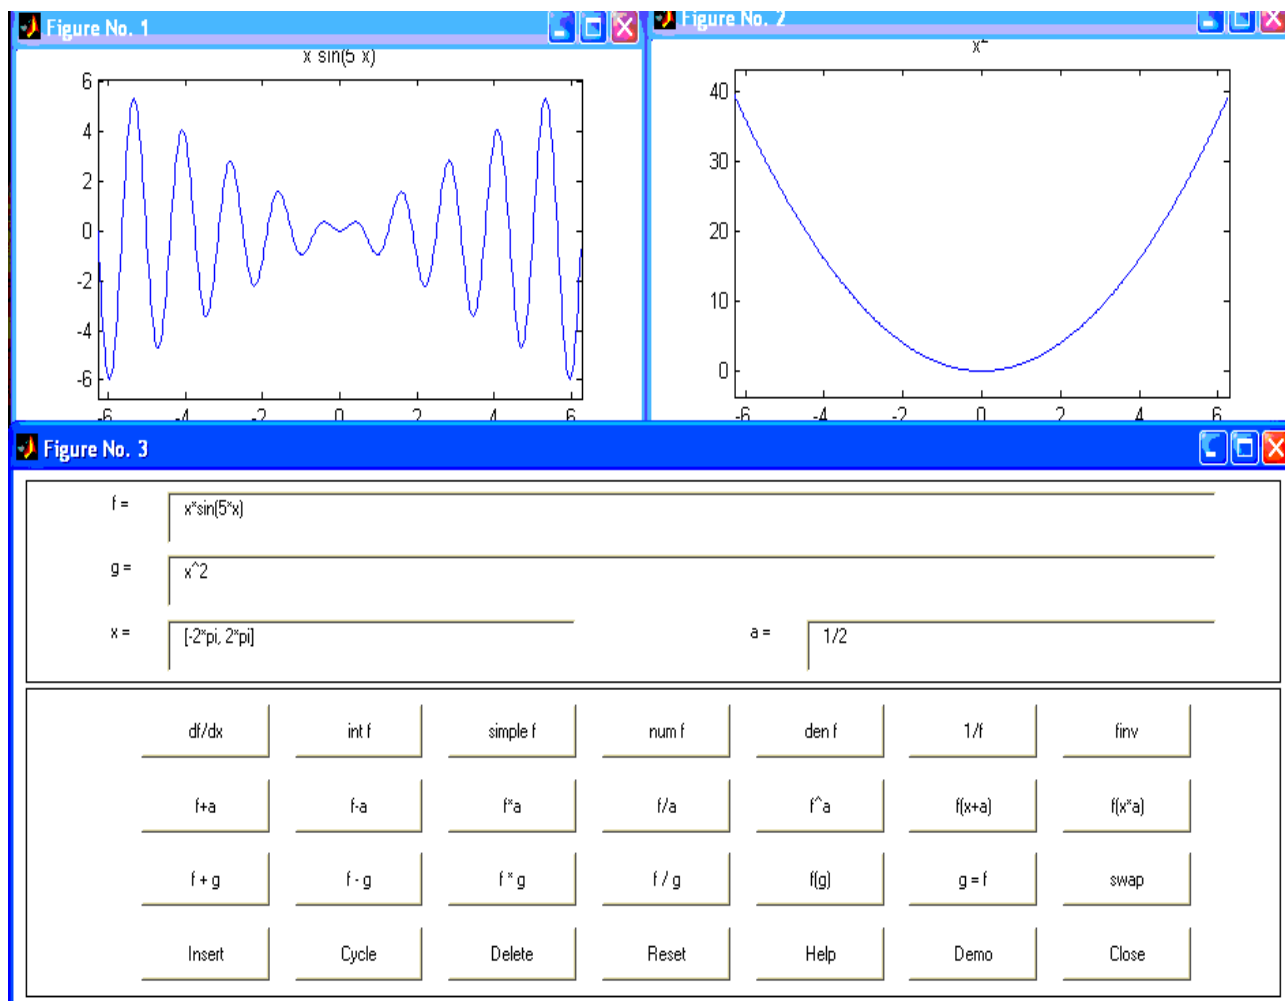 Figure No. 1
x sin(5 x)
6
4
2
0
-2
-4
-6
-6 -4 -2 0 2 4 6
Figure No. 2
x^2
40
30
20
10
0
-6 -4 -2 0 2 4 6
Figure No. 3
f = x*sin(5*x)
g = x^2
x = [-2*pi, 2*pi] a = 1/2
df/dx int f simple f num f den f 1/f finv
f+a f-a f*a f/a f^a f(x+a) f(x*a)
f + g f - g f * g f / g f(g) g = f swap
Insert Cycle Delete Reset Help Demo Close